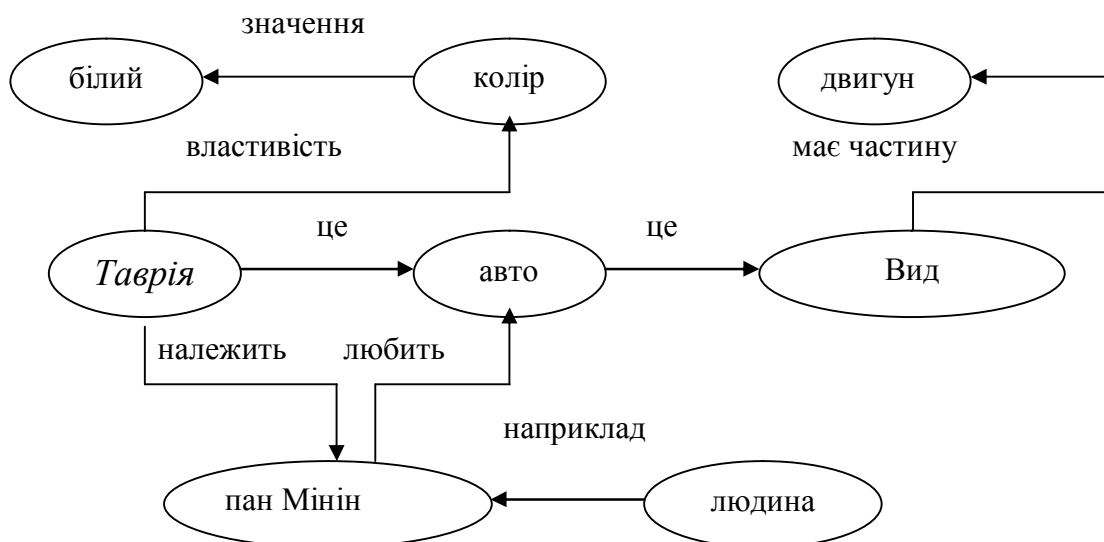 значення
білий колір двигун
властивість має частину
це це
Таврія авто Вид
належить любить
наприклад
пан Мінін людина